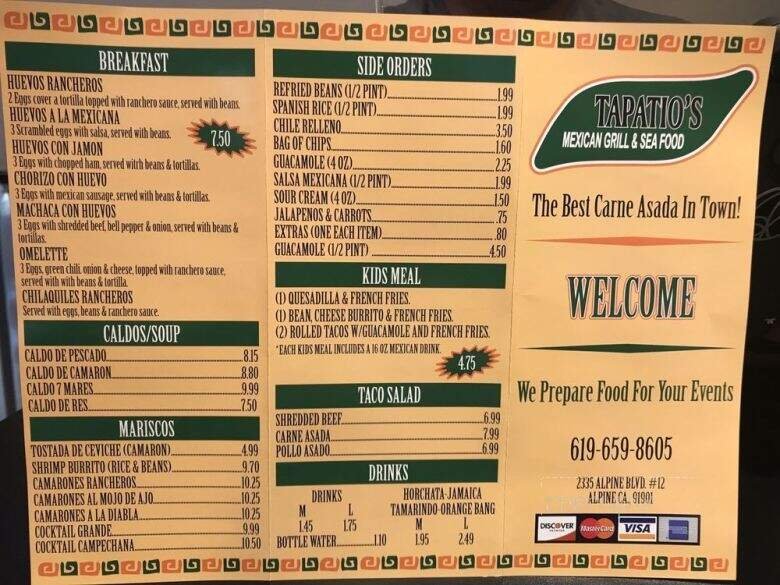 BREAKFAST
HUEVOS RANCHEROS
2 Eggs cover a tortilla topped with ranchero sauce, served with beans.
HUEVOS A LA MEXICANA
3 Scrambled eggs with salsa, served with beans.
7.50
HUEVOS CON JAMON
3 Eggs with chopped ham, served witrh beans & tortillas.
CHORIZO CON HUEVO
3 Eggs with mexican sausage, served with beans & tortillas.
MACHACA CON HUEVOS
3 Eggs with shredded beef, bell pepper & onion, served with beans &
tortillas.
OMELETTE
3 Eggs, green chili, onion & cheese, topped with ranchero sauce,
served with with beans & tortilla.
CHILAQUILES RANCHEROS
Served with eggs, beans & ranchero sauce.
CALDOS/SOUP
CALDO DE PESCADO 8.15
CALDO DE CAMARON 8.80
CALDO 7 MARES 9.99
CALDO DE RES 7.50
MARISCOS
TOSTADA DE CEVICHE (CAMARON) 4.99
SHRIMP BURRITO (RICE & BEANS) 9.70
CAMARONES RANCHEROS 10.25
CAMARONES AL MOJO DE AJO 10.25
CAMARONES A LA DIABLA 10.25
COCKTAIL GRANDE 9.99
COCKTAIL CAMPECHANA 10.50
SIDE ORDERS
REFRIED BEANS (1/2 PINT) 1.99
SPANISH RICE (1/2 PINT) 1.99
CHILE RELLENO 3.50
BAG OF CHIPS 1.60
GUACAMOLE (4 OZ) 2.25
SALSA MEXICANA (1/2 PINT) 1.99
SOUR CREAM (4 OZ) 1.50
JALAPENOS & CARROTS .75
EXTRAS (ONE EACH ITEM) .80
GUACAMOLE (1/2 PINT) 4.50
KIDS MEAL
(1) QUESADILLA & FRENCH FRIES.
(1) BEAN, CHEESE BURRITO & FRENCH FRIES.
(2) ROLLED TACOS W/GUACAMOLE AND FRENCH FRIES.
*EACH KIDS MEAL INCLUDES A 16 OZ MEXICAN DRINK.
4.75
TACO SALAD
SHREDDED BEEF 6.99
CARNE ASADA 7.99
POLLO ASADO 6.99
DRINKS
DRINKS
M L
1.45 1.75
BOTTLE WATER 1.10
HORCHATA-JAMAICA
TAMARINDO-ORANGE BANG
M L
1.95 2.49
TAPATIO'S
MEXICAN GRILL & SEA FOOD
The Best Carne Asada In Town!
WELCOME
We Prepare Food For Your Events
619-659-8605
2335 ALPINE BLVD. #12
ALPINE CA. 91901
DISCOVER MasterCard VISA